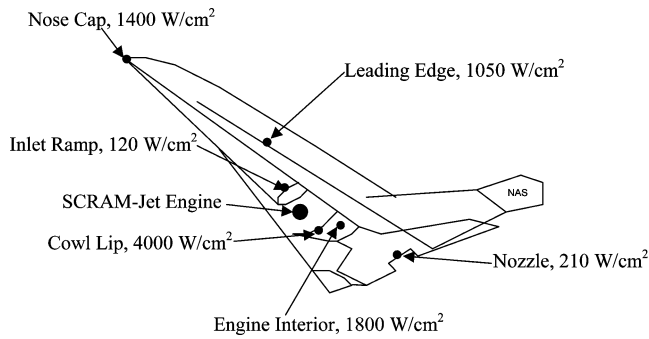 Nose Cap, 1400 W/cm²
Leading Edge, 1050 W/cm²
Inlet Ramp, 120 W/cm²
NAS
SCRAM-Jet Engine
Cowl Lip, 4000 W/cm²
Nozzle, 210 W/cm²
Engine Interior, 1800 W/cm²